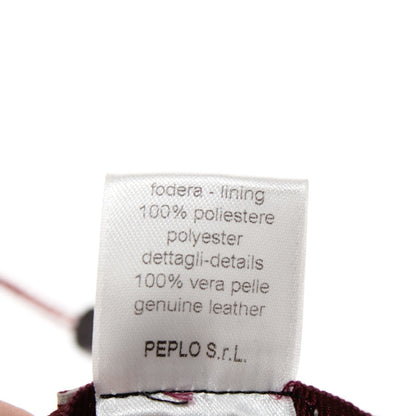 fodera - lining
100% poliestere
polyester
dettagli-details
100% vera pelle
genuine leather
PEPLO S.r.L.